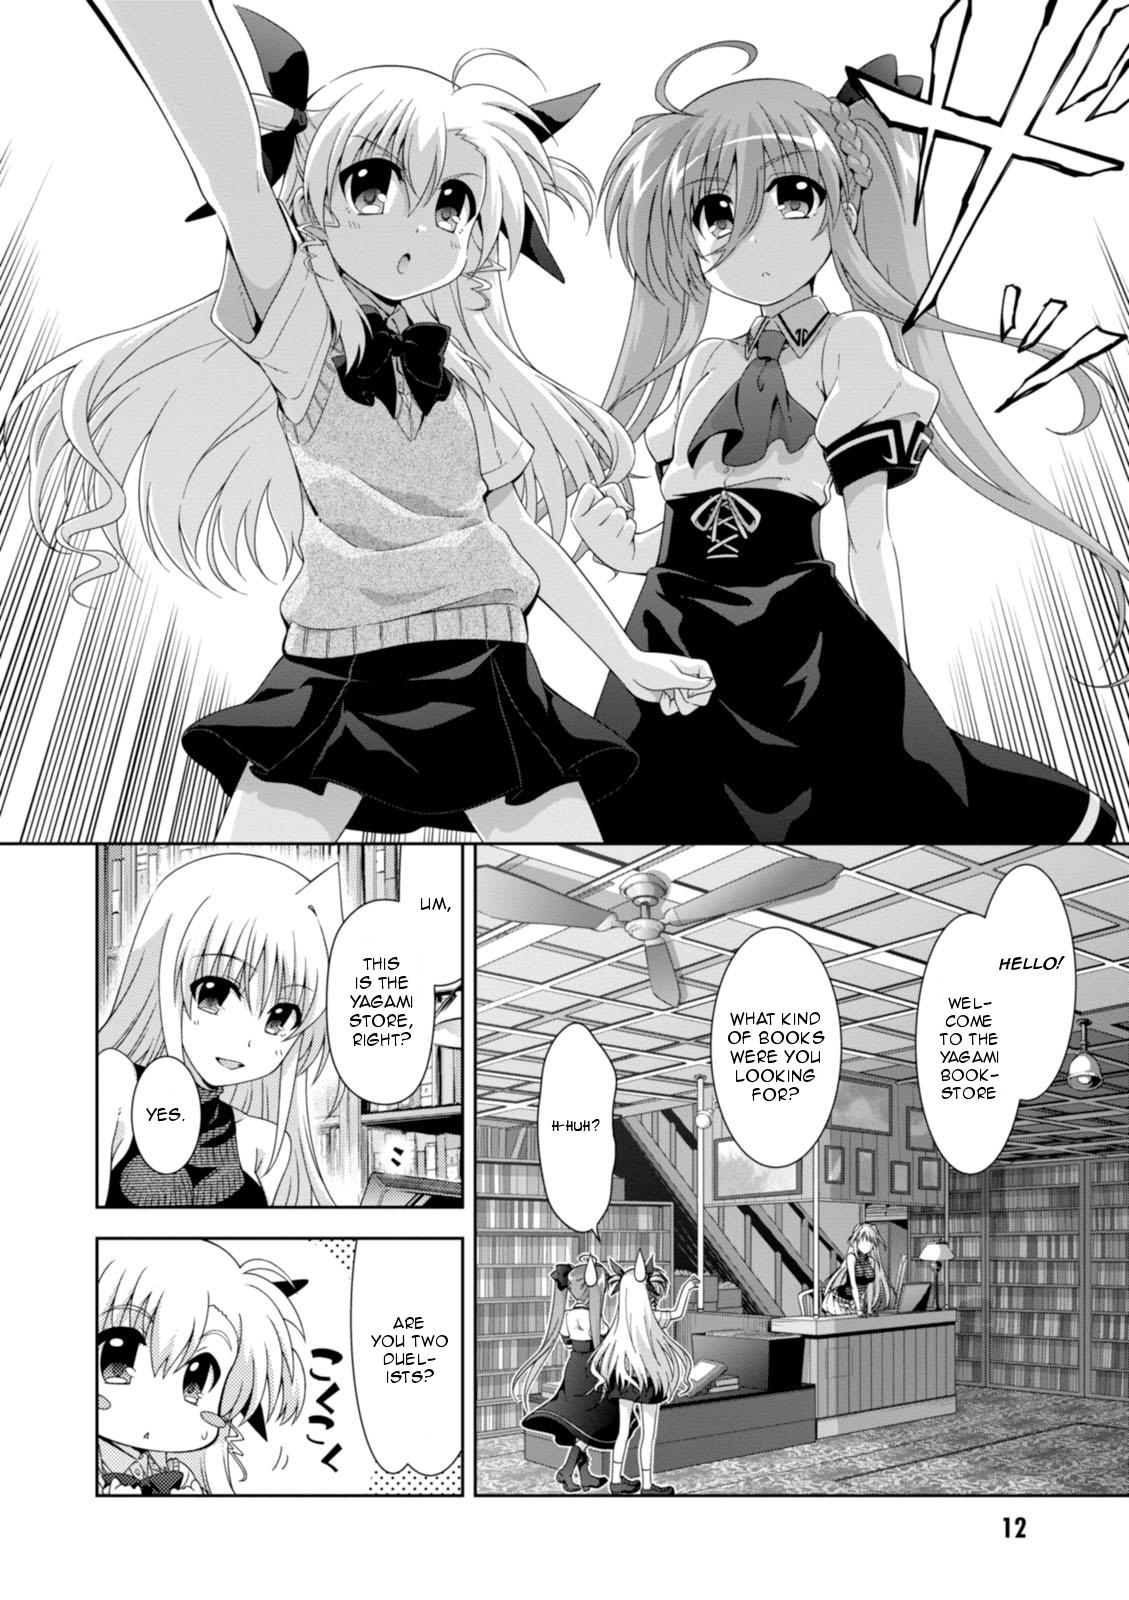 HELLO!
WEL-
COME
TO THE
YAGAMI
BOOK-
STORE
WHAT KIND
OF BOOKS
WERE YOU
LOOKING
FOR?
H-HUH?
UM,
THIS
IS THE
YAGAMI
STORE,
RIGHT?
YES.
ARE
YOU TWO
DUEL-
ISTS?
こくこく
12